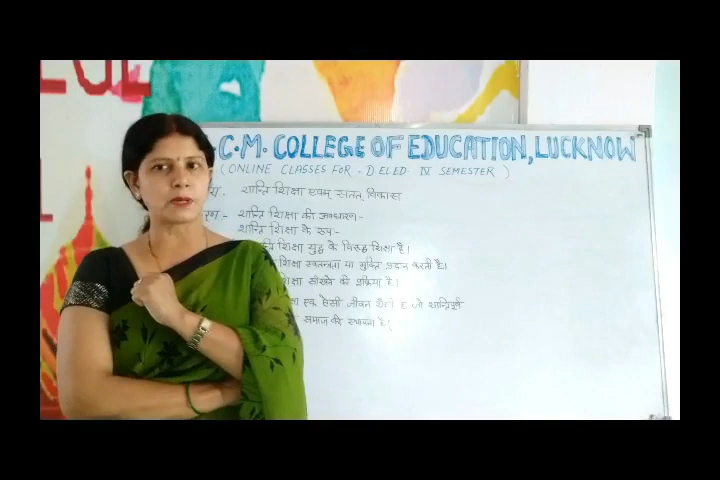 C.M. COLLEGE OF EDUCATION, LUCKNOW
(ONLINE CLASSES FOR - D.EL.ED. IV SEMESTER)
शान्ति शिक्षा एवम् सतत् विकास
शान्ति शिक्षा की अवधारणा-
शान्ति शिक्षा के रूप-
शिक्षा युद्ध के विरुद्ध शिक्षा है।
शिक्षा स्वतन्त्रता या मुक्ति प्रदान करती है।
सीखने की प्रक्रिया है।
एक ऐसी जीवन शैली है जो शान्तिपूर्ण
समाज की स्थापना है।